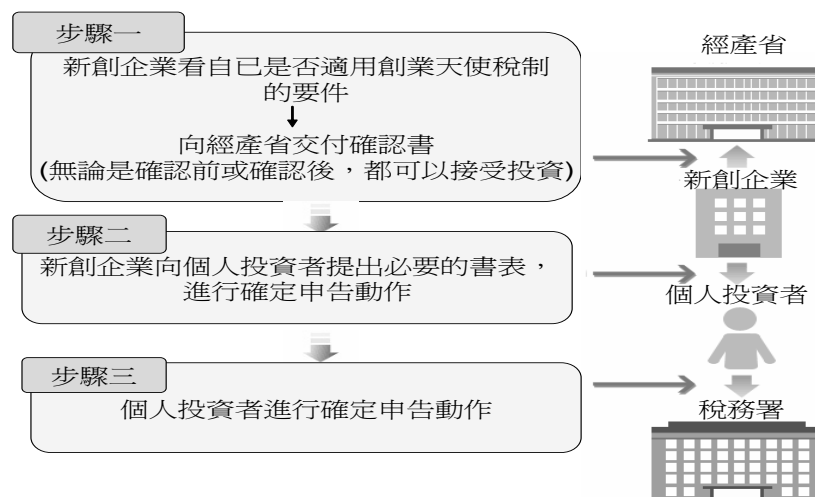 步驟一
新創企業看自已是否適用創業天使稅制
的要件
向經產省交付確認書
(無論是確認前或確認後，都可以接受投資)
步驟二
新創企業向個人投資者提出必要的書表，
進行確定申告動作
步驟三
個人投資者進行確定申告動作
經產省
新創企業
個人投資者
稅務署